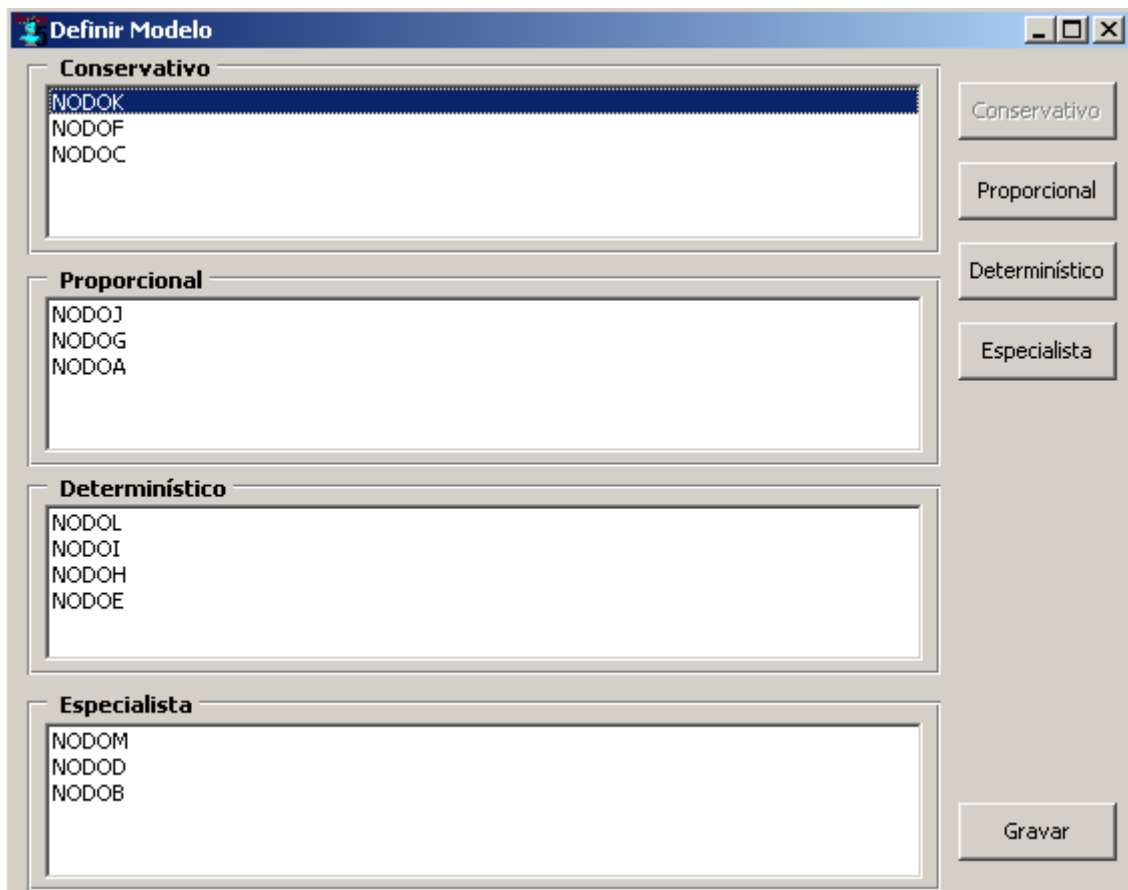 Definir Modelo
Conservativo
NODOK
NODOF
NODOC
Proporcional
NODOJ
NODOG
NODOA
Determinístico
NODOL
NODOI
NODOH
NODOE
Especialista
NODOM
NODOD
NODOB
Conservativo
Proporcional
Determinístico
Especialista
Gravar